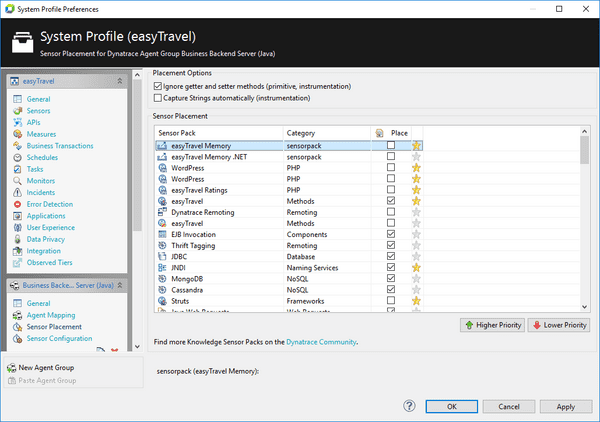 System Profile Preferences
System Profile (easyTravel)
Sensor Placement for Dynatrace Agent Group Business Backend Server (Java)
easyTravel
General
Sensors
APIs
Measures
Business Transactions
Schedules
Tasks
Monitors
Incidents
Error Detection
Applications
User Experience
Data Privacy
Integration
Observed Tiers
Business Backe... Server (Java)
General
Agent Mapping
Sensor Placement
Sensor Configuration
New Agent Group
Paste Agent Group
Placement Options
Ignore getter and setter methods (primitive, instrumentation)
Capture Strings automatically (instrumentation)
Sensor Placement
Sensor Pack Category Place
easyTravel Memory sensorpack
easyTravel Memory .NET sensorpack
WordPress PHP
WordPress PHP
easyTravel Ratings PHP
easyTravel Methods
Dynatrace Remoting Remoting
easyTravel Methods
EJB Invocation Components
Thrift Tagging Remoting
JDBC Database
JNDI Naming Services
MongoDB NoSQL
Cassandra NoSQL
Struts Frameworks
Java Web Requests Web Requests
Higher Priority Lower Priority
Find more Knowledge Sensor Packs on the Dynatrace Community.
sensorpack (easyTravel Memory):
? OK Cancel Apply